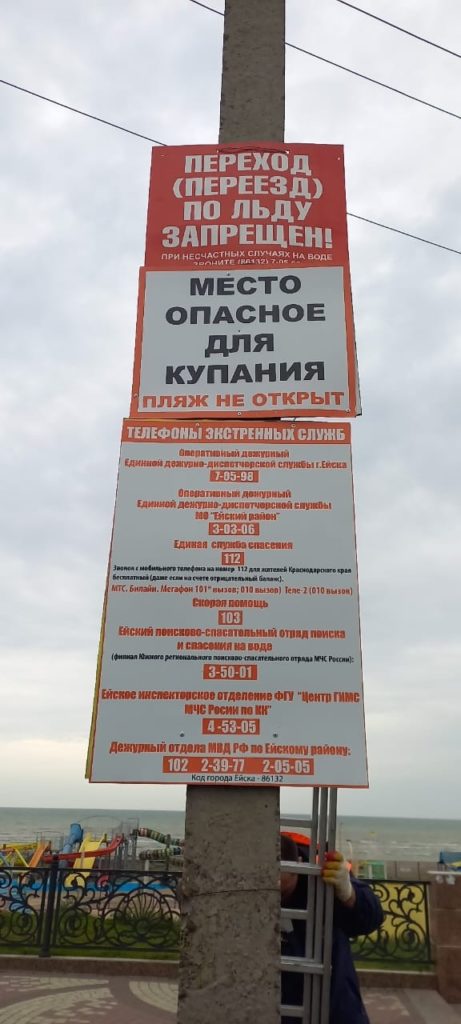 ПЕРЕХОД
(ПЕРЕЕЗД)
ПО ЛЬДУ
ЗАПРЕЩЕН!
ПРИ НЕСЧАСТНЫХ СЛУЧАЯХ НА ВОДЕ
ЗВОНИТЕ (86132)
МЕСТО
ОПАСНОЕ
ДЛЯ
КУПАНИЯ
ПЛЯЖ НЕ ОТКРЫТ
ТЕЛЕФОНЫ ЭКСТРЕННЫХ СЛУЖБ
Оперативный дежурный
Единой дежурно-диспетчерской службы г.Ейска
7-05-98
Оперативный дежурный
Единой дежурно-диспетчерской службы
МО "Ейский район"
3-03-06
Единая служба спасения
112
Звонок с мобильного телефона на номер 112 для жителей Краснодарского края
бесплатный (даже если на счете отрицательный баланс).
МТС, Билайн, Мегафон 101* вызов; 010 вызов) Теле-2 (010 вызов)
Скорая помощь
103
Ейский поисково-спасательный отряд поиска
и спасения на воде
(филиал Южного регионального поисково-спасательного отряда МЧС России):
3-50-01
Ейское инспекторское отделение ФГУ "Центр ГИМС
МЧС Росии по КК"
4 -53-05
Дежурный отдела МВД РФ по Ейскому району:
102 2-39-77 2-05-05
Код города Ейска - 86132